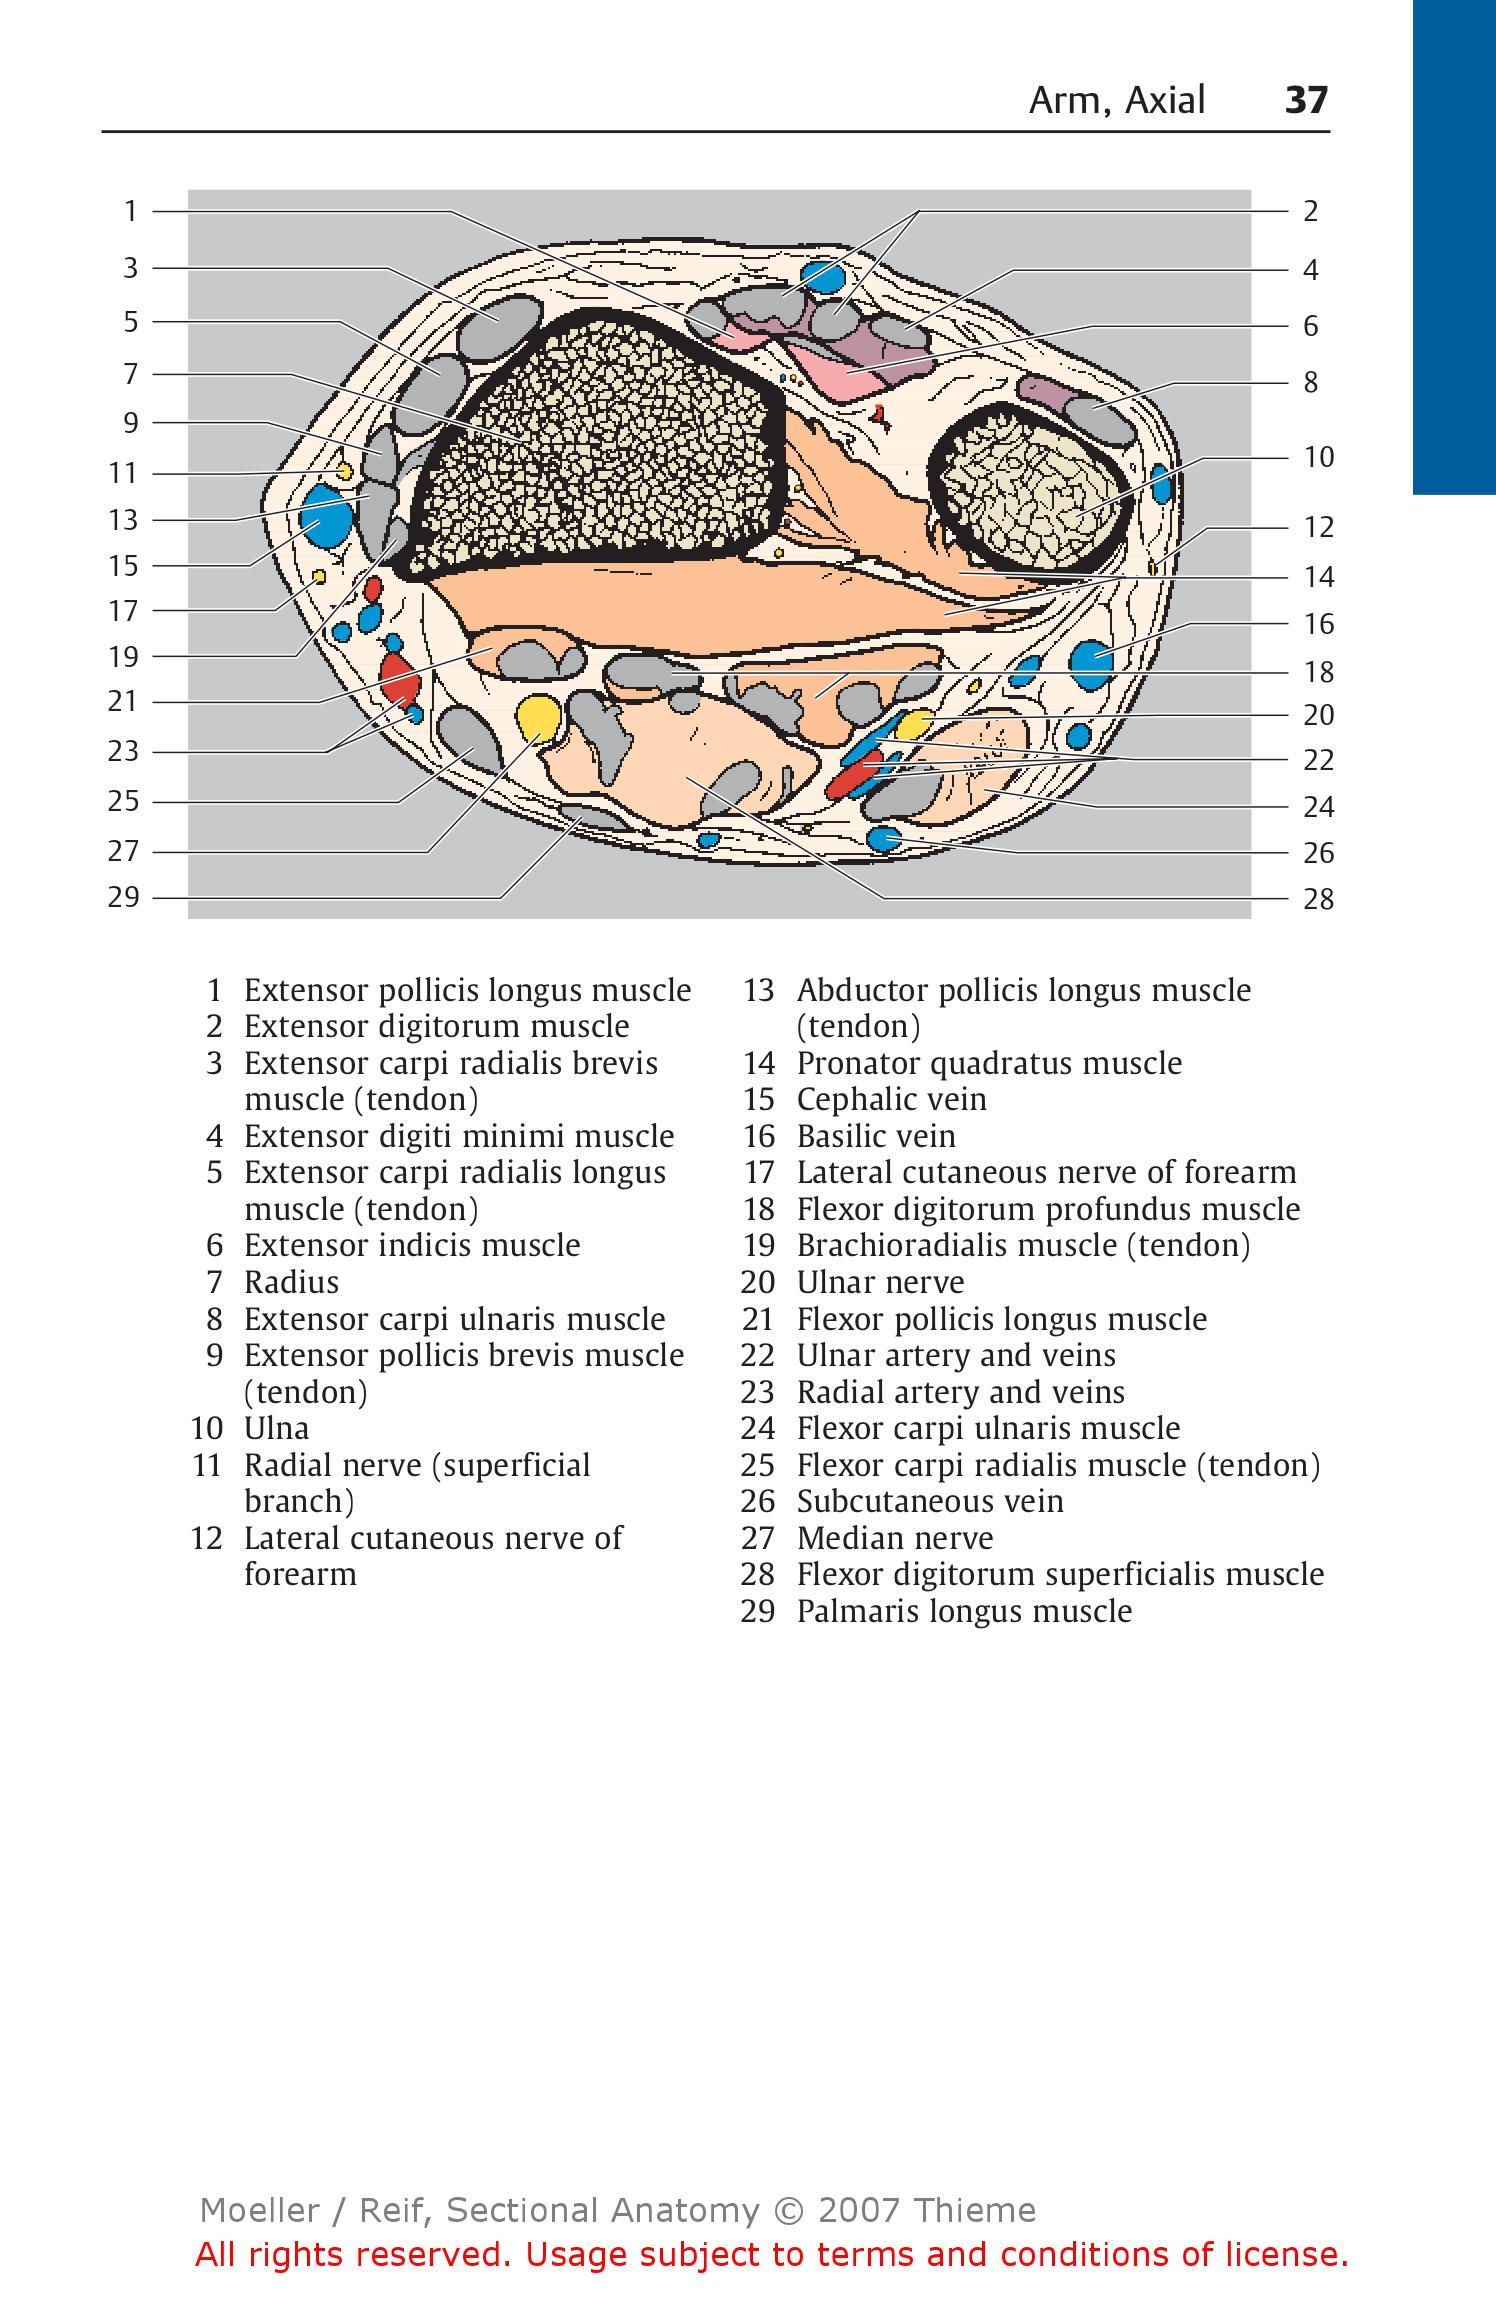 Arm, Axial 37
1
2
3
4
5
6
7
8
9
10
11
12
13
14
15
16
17
18
19
20
21
22
23
24
25
26
27
28
29
1 Extensor pollicis longus muscle
2 Extensor digitorum muscle
3 Extensor carpi radialis brevis
muscle (tendon)
4 Extensor digiti minimi muscle
5 Extensor carpi radialis longus
muscle (tendon)
6 Extensor indicis muscle
7 Radius
8 Extensor carpi ulnaris muscle
9 Extensor pollicis brevis muscle
(tendon)
10 Ulna
11 Radial nerve (superficial
branch)
12 Lateral cutaneous nerve of
forearm
13 Abductor pollicis longus muscle
(tendon)
14 Pronator quadratus muscle
15 Cephalic vein
16 Basilic vein
17 Lateral cutaneous nerve of forearm
18 Flexor digitorum profundus muscle
19 Brachioradialis muscle (tendon)
20 Ulnar nerve
21 Flexor pollicis longus muscle
22 Ulnar artery and veins
23 Radial artery and veins
24 Flexor carpi ulnaris muscle
25 Flexor carpi radialis muscle (tendon)
26 Subcutaneous vein
27 Median nerve
28 Flexor digitorum superficialis muscle
29 Palmaris longus muscle
Moeller / Reif, Sectional Anatomy © 2007 Thieme
All rights reserved. Usage subject to terms and conditions of license.